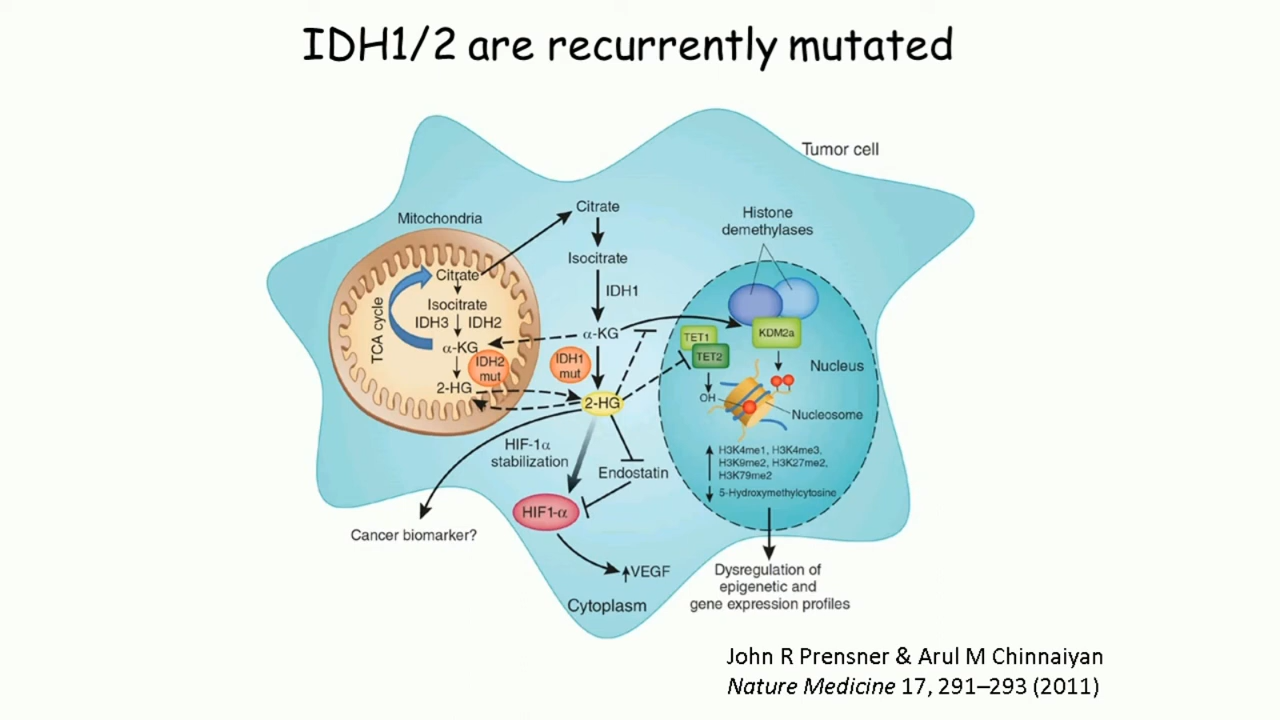 IDH1/2 are recurrently mutated
Tumor cell
Mitochondria
Citrate
Isocitrate
IDH3
IDH2
α-KG
2-HG
TCA cycle
IDH2
mut
Citrate
Isocitrate
IDH1
α-KG
IDH1
mut
2-HG
HIF-1α
stabilization
Endostatin
HIF1-α
VEGF
Cytoplasm
Cancer biomarker?
Histone
demethylases
TET1
TET2
KDM2a
Nucleus
OH
Nucleosome
H3K4me1, H3K4me3,
H3K9me2, H3K27me2,
H3K79me2
5-Hydroxymethylcytosine
Dysregulation of
epigenetic and
gene expression profiles
John R Prensner & Arul M Chinnaiyan
Nature Medicine 17, 291–293 (2011)